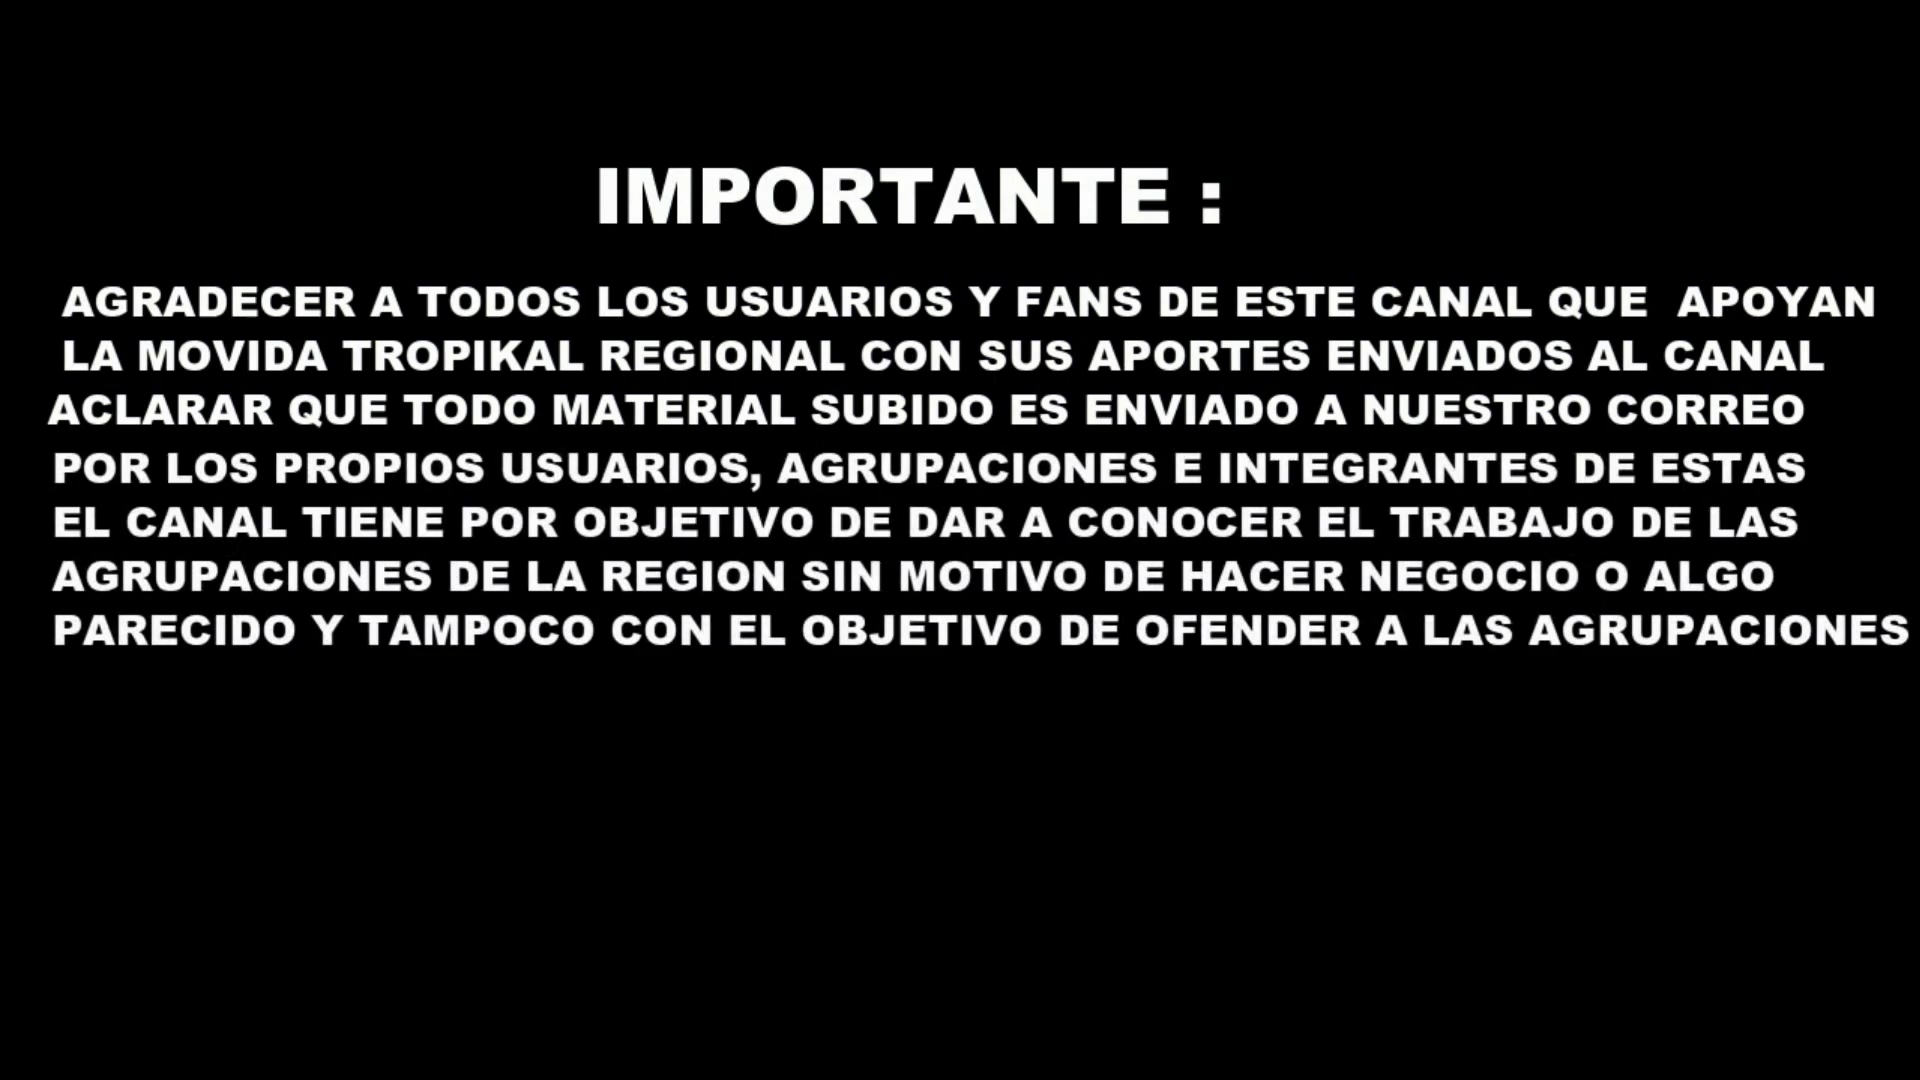 IMPORTANTE :
AGRADECER A TODOS LOS USUARIOS Y FANS DE ESTE CANAL QUE APOYAN
LA MOVIDA TROPIKAL REGIONAL CON SUS APORTES ENVIADOS AL CANAL
ACLARAR QUE TODO MATERIAL SUBIDO ES ENVIADO A NUESTRO CORREO
POR LOS PROPIOS USUARIOS, AGRUPACIONES E INTEGRANTES DE ESTAS
EL CANAL TIENE POR OBJETIVO DE DAR A CONOCER EL TRABAJO DE LAS
AGRUPACIONES DE LA REGION SIN MOTIVO DE HACER NEGOCIO O ALGO
PARECIDO Y TAMPOCO CON EL OBJETIVO DE OFENDER A LAS AGRUPACIONES